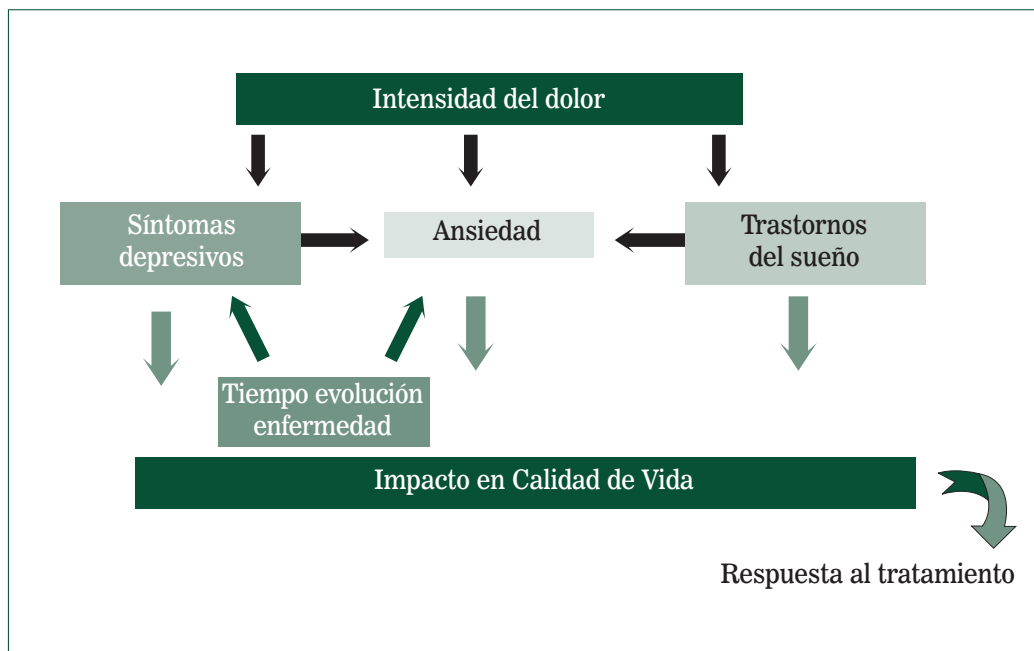 Intensidad del dolor
Síntomas
depresivos
Ansiedad
Trastornos
del sueño
Tiempo evolución
enfermedad
Impacto en Calidad de Vida
Respuesta al tratamiento